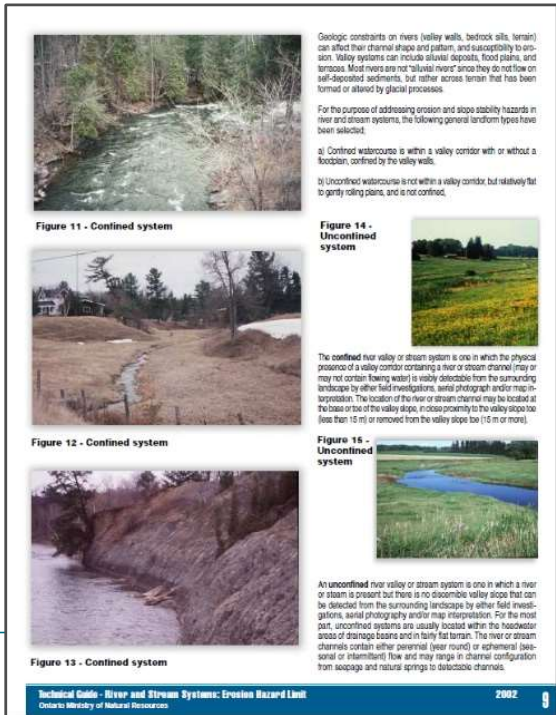 Geologic constraints on rivers (valley walls, bedrock sills, terrain)
can affect their channel shape and pattern, and susceptibility to ero-
sion. Valley systems can include alluvial deposits, flood plains, and
terraces. Most rivers are not "alluvial rivers" since they do not flow on
self-deposited sediments, but rather across terrain that has been
formed or altered by glacial processes.
For the purpose of addressing erosion and slope stability hazards in
river and stream systems, the following general landform types have
been selected:
a) Confined watercourse is within a valley corridor with or without a
floodplain, confined by the valley walls,
b) Unconfined watercourse is not within a valley corridor, but relatively flat
to gently rolling plains, and is not confined,
Figure 11 - Confined system
Figure 14 -
Unconfined
system
The confined river valley or stream system is one in which the physical
presence of a valley corridor containing a river or stream channel (may or
may not contain flowing water) is visibly detectable from the surrounding
landscape by either field investigations, aerial photograph and/or map in-
terpretation. The location of the river or stream channel may be located at
the base or toe of the valley slope, in close proximity to the valley slope toe
(less than 15 m) or removed from the valley slope toe (15 m or more).
Figure 12 - Confined system
Figure 15 -
Unconfined
system
An unconfined river valley or stream system is one in which a river
or steam is present but there is no discernible valley slope that can
be detected from the surrounding landscape by either field investi-
gations, aerial photography and/or map interpretation. For the most
part, unconfined systems are usually located within the headwater
areas of drainage basins and in fairly flat terrain. The river or stream
channels contain either perennial (year round) or ephemeral (sea-
sonal or intermittent) flow and may range in channel configuration
from seepage and natural springs to detectable channels.
Figure 13 - Confined system
Technical Guide - River and Stream Systems: Erosion Hazard Limit
Ontario Ministry of Natural Resources
2002
9